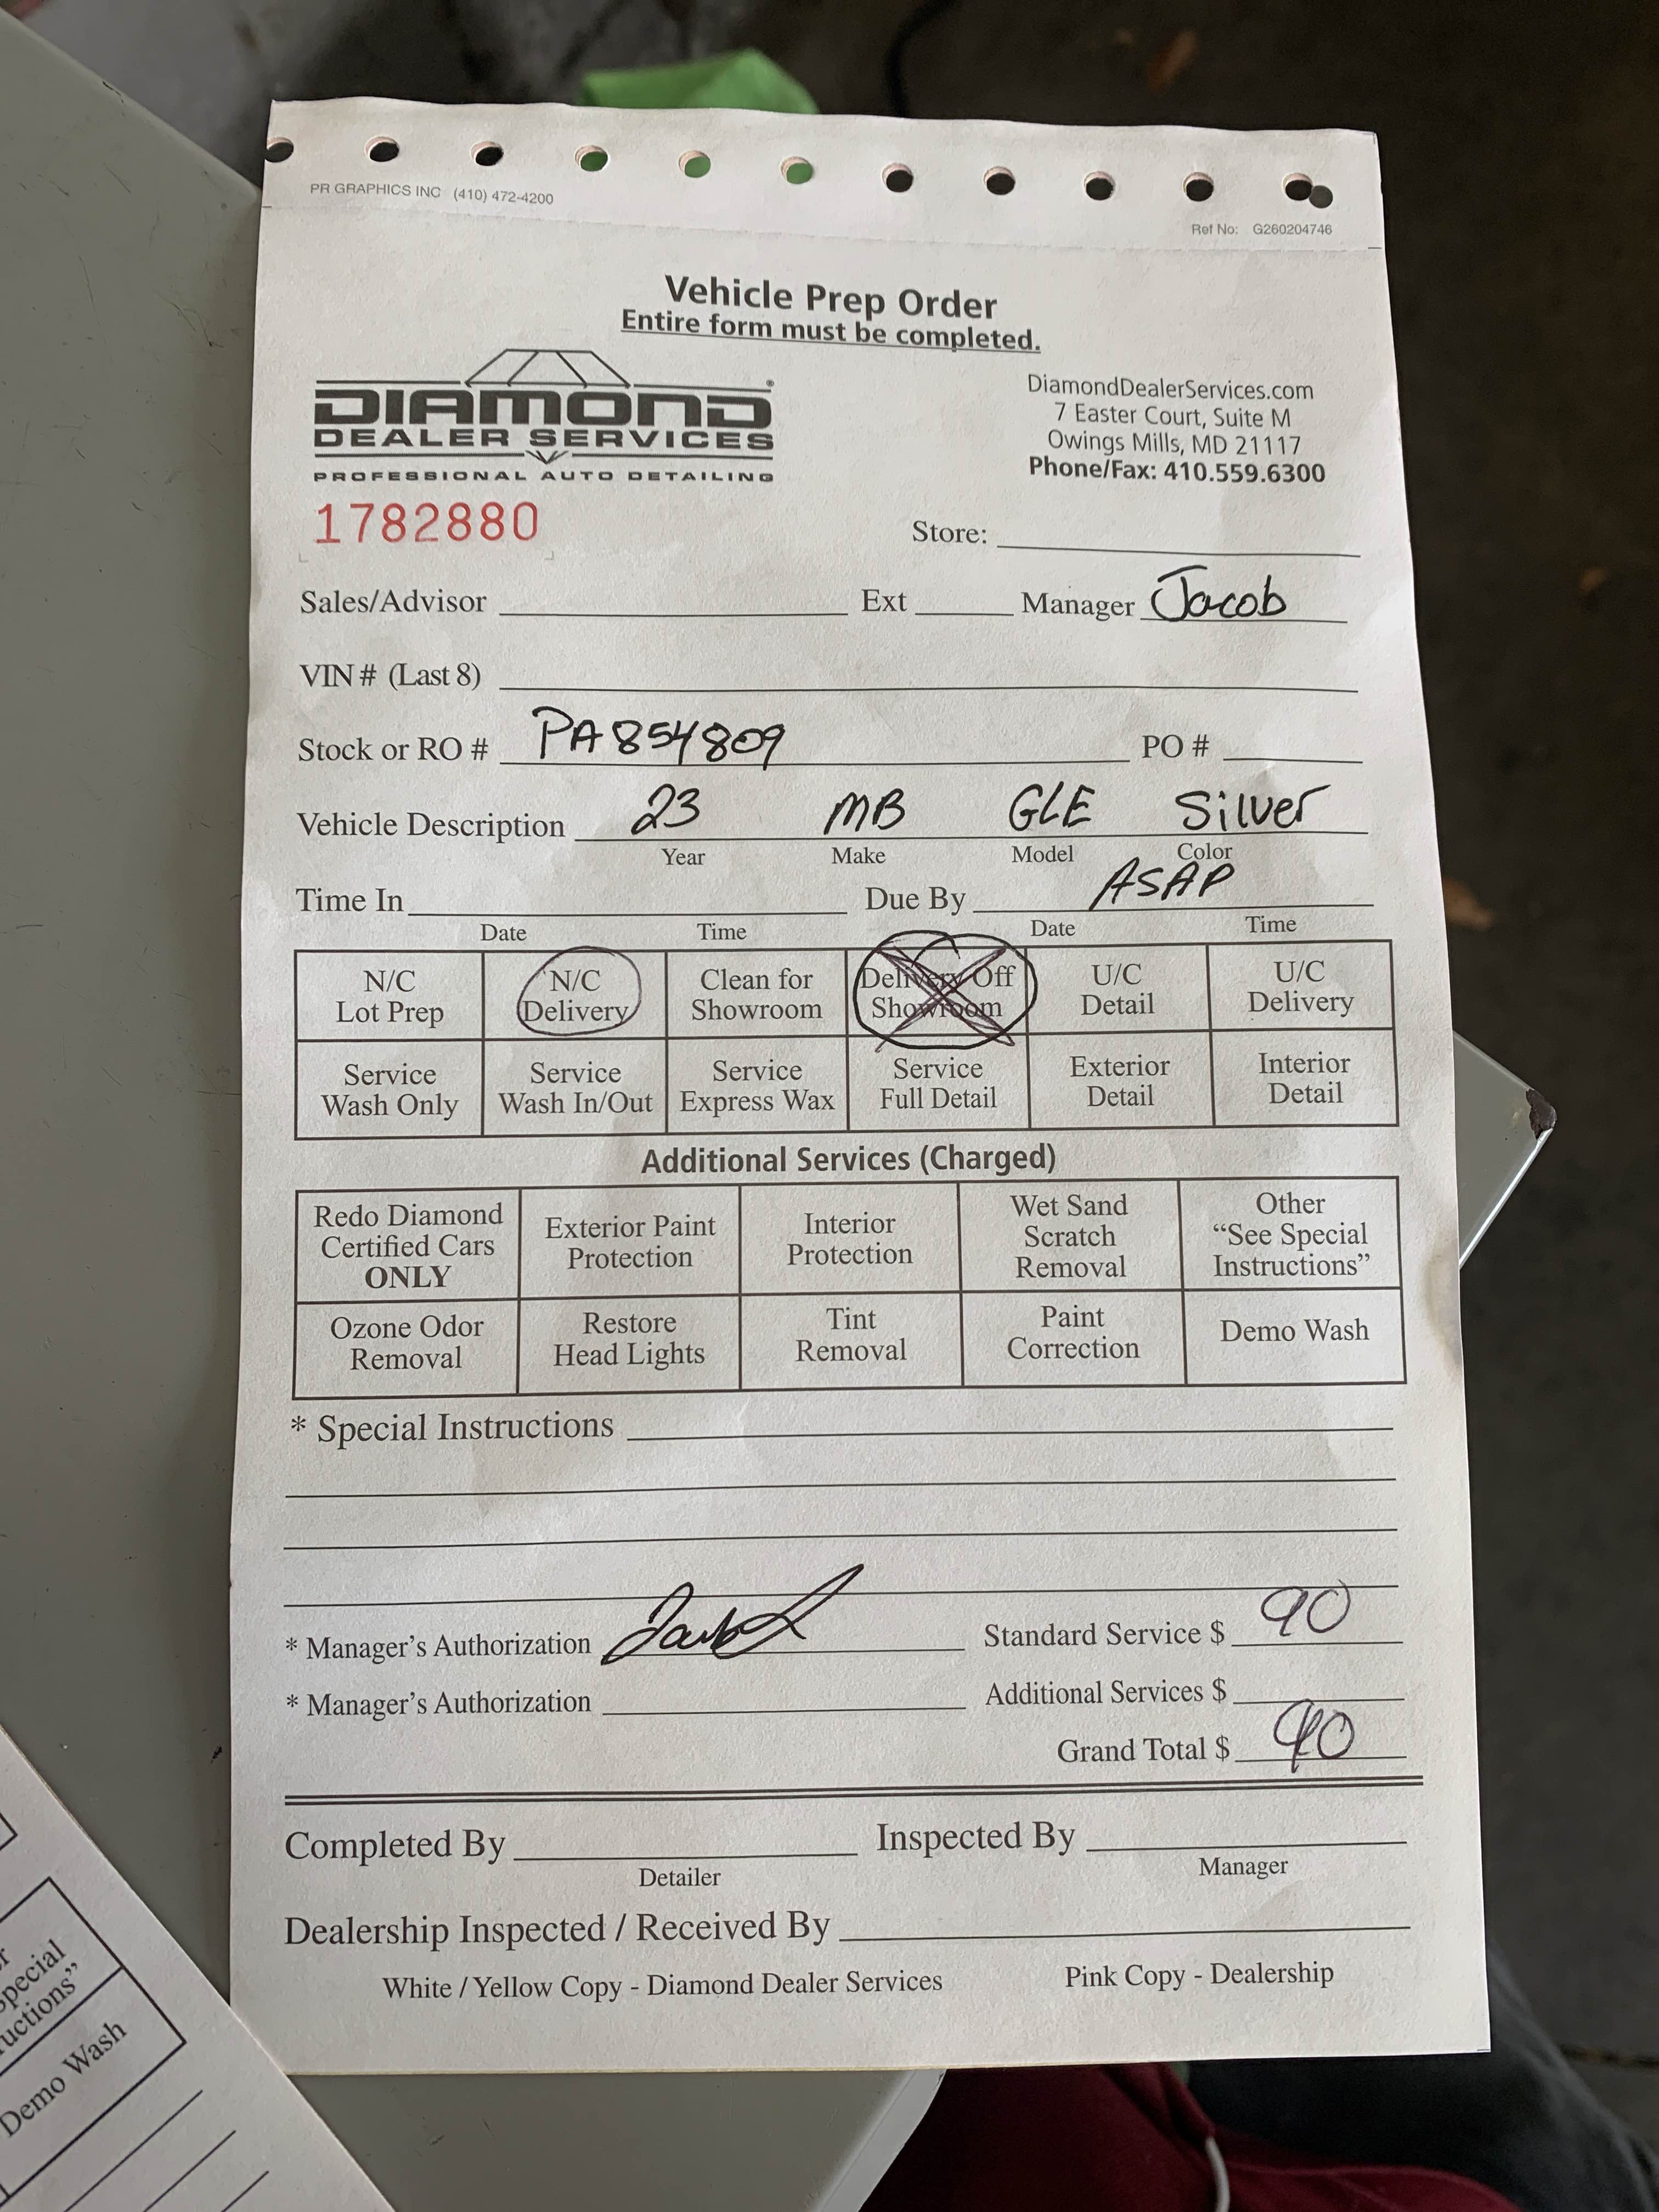 PR GRAPHICS INC (410) 472-4200
Ref No: G260204746
Vehicle Prep Order
Entire form must be completed.
DIAMOND
DEALER SERVICES
PROFESSIONAL AUTO DETAILING
DiamondDealerServices.com
7 Easter Court, Suite M
Owings Mills, MD 21117
Phone/Fax: 410.559.6300
1782880
Store:
Sales/Advisor Ext Manager Jacob
VIN # (Last 8)
Stock or RO # PA854809 PO #
Vehicle Description 23 MB GLE Silver
Year Make Model Color
Time In Due By ASAP
Date Time Date Time
N/C Lot Prep
N/C Delivery
Clean for Showroom
Delivery Off Showroom
U/C Detail
U/C Delivery
Service Wash Only
Service Wash In/Out
Service Express Wax
Service Full Detail
Exterior Detail
Interior Detail
Additional Services (Charged)
Redo Diamond Certified Cars ONLY
Exterior Paint Protection
Interior Protection
Wet Sand Scratch Removal
Other "See Special Instructions"
Ozone Odor Removal
Restore Head Lights
Tint Removal
Paint Correction
Demo Wash
* Special Instructions
* Manager's Authorization Standard Service $ 90
* Manager's Authorization Additional Services $
Grand Total $ 90
Completed By Inspected By
Detailer Manager
Dealership Inspected / Received By
White / Yellow Copy - Diamond Dealer Services Pink Copy - Dealership
Demo Wash